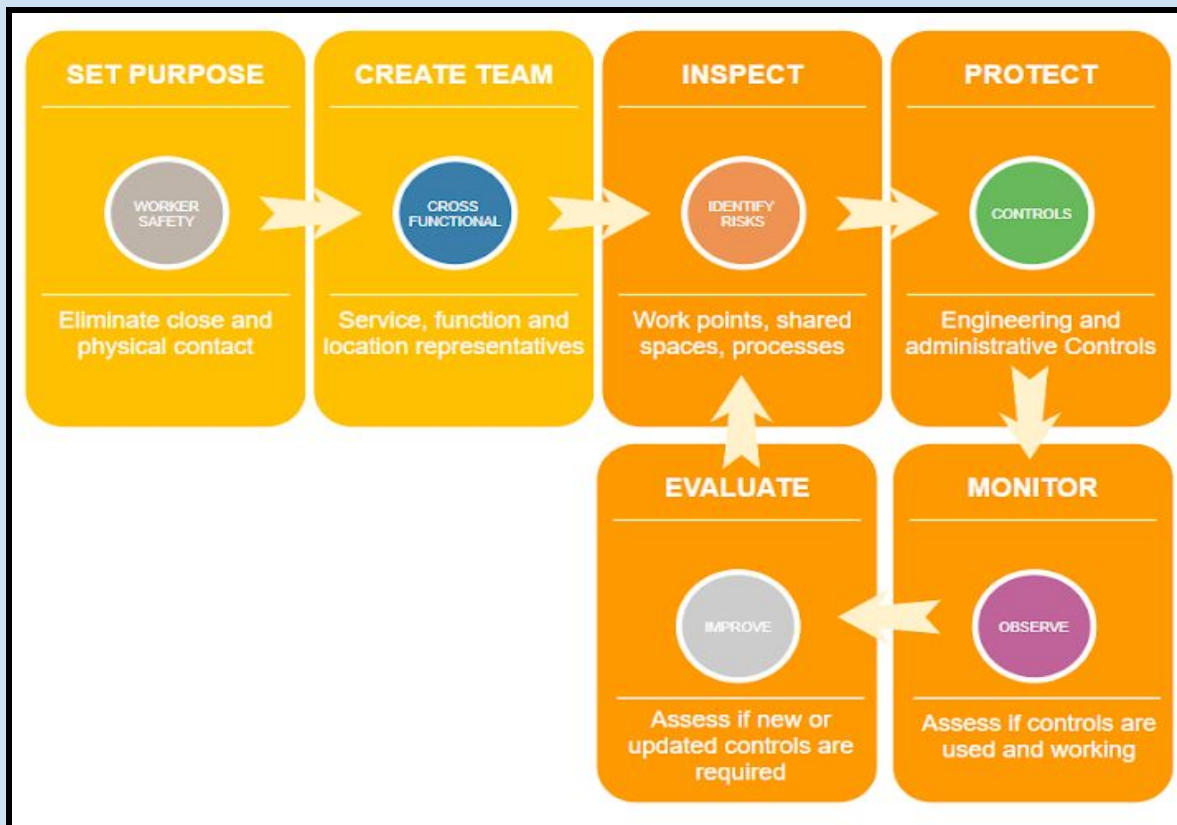 SET PURPOSE
WORKER
SAFETY
Eliminate close and
physical contact
CREATE TEAM
CROSS
FUNCTIONAL
Service, function and
location representatives
INSPECT
IDENTIFY
RISKS
Work points, shared
spaces, processes
PROTECT
CONTROLS
Engineering and
administrative Controls
MONITOR
OBSERVE
Assess if controls are
used and working
EVALUATE
IMPROVE
Assess if new or
updated controls are
required